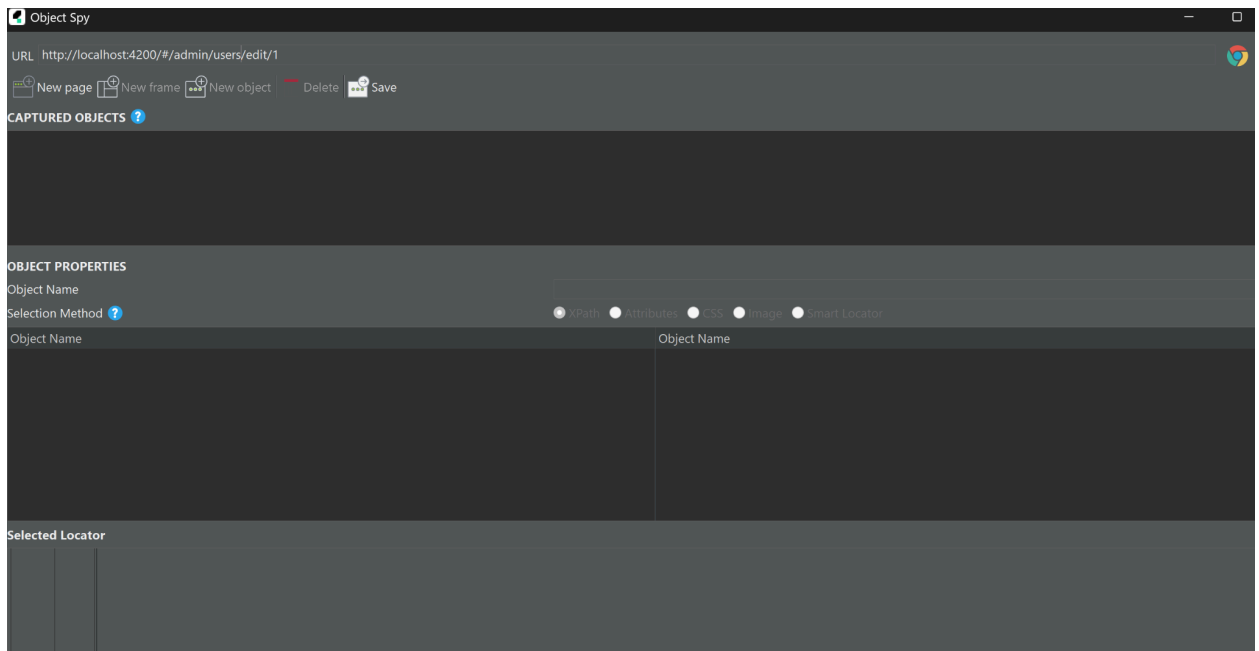 Object Spy
URL http://localhost:4200/#/admin/users/edit/1
New page New frame New object Delete Save
CAPTURED OBJECTS ?
OBJECT PROPERTIES
Object Name
Selection Method ? XPath Attributes CSS Image Smart Locator
Object Name Object Name
Selected Locator